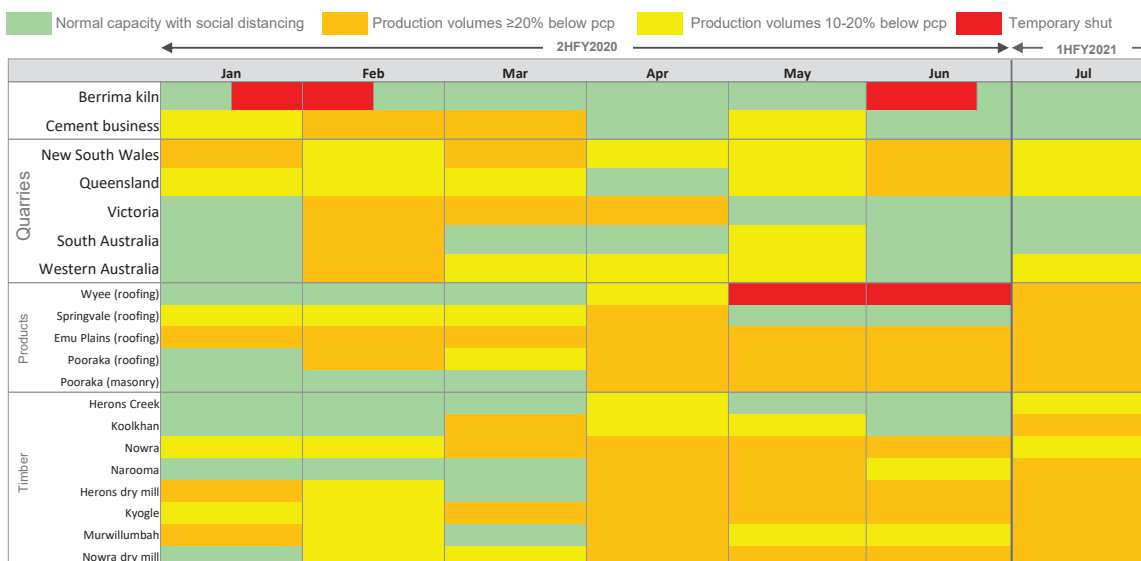 Normal capacity with social distancing Production volumes ≥20% below pcp Production volumes 10-20% below pcp Temporary shut
2HFY2020 1HFY2021
Jan Feb Mar Apr May Jun Jul
Berrima kiln
Cement business
Quarries
New South Wales
Queensland
Victoria
South Australia
Western Australia
Products
Wyee (roofing)
Springvale (roofing)
Emu Plains (roofing)
Pooraka (roofing)
Pooraka (masonry)
Timber
Herons Creek
Koolkhan
Nowra
Narooma
Herons dry mill
Kyogle
Murwillumbah
Nowra dry mill